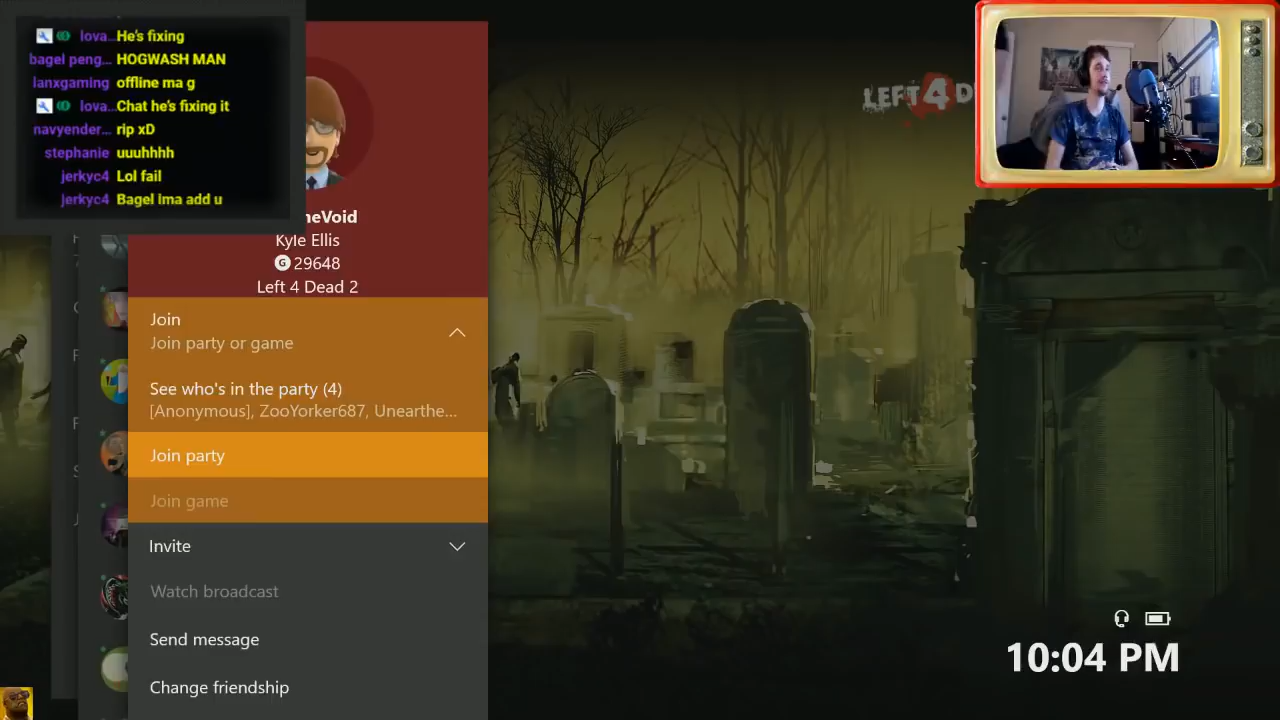 lova.. He's fixing
bagel peng... HOGWASH MAN
lanxgaming offline ma g
lova.. Chat he's fixing it
navyender... rip xD
stephanie uuuhhhh
jerkyc4 Lol fail
jerkyc4 Bagel Ima add u
LEFT 4 D
neVoid
Kyle Ellis
G 29648
Left 4 Dead 2
Join
Join party or game
See who's in the party (4)
[Anonymous], ZooYorker687, Unearthe...
Join party
Join game
Invite
Watch broadcast
Send message
Change friendship
10:04 PM